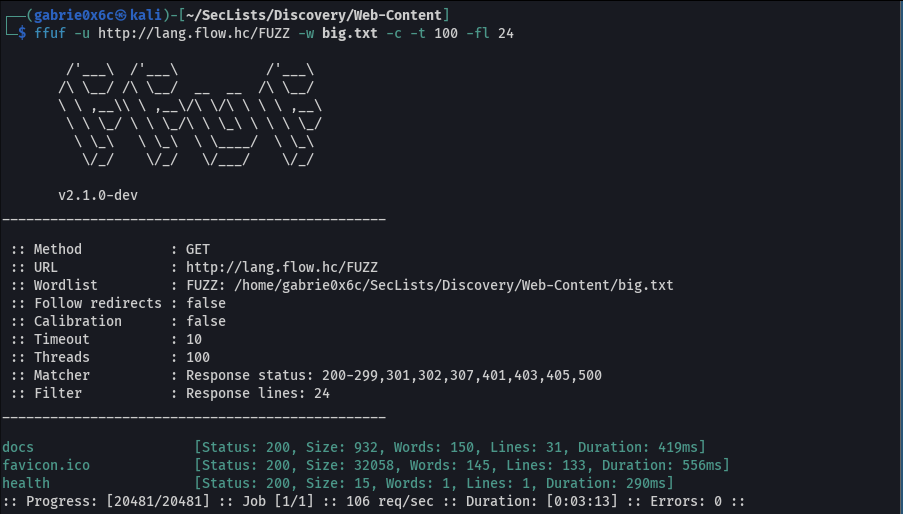 ┌──(gabrie0x6c㉿kali)-[~/SecLists/Discovery/Web-Content]
└─$ ffuf -u http://lang.flow.hc/FUZZ -w big.txt -c -t 100 -fl 24
        /'___\  /'___\           /'___\
       /\ \__/ /\ \__/  __  __  /\ \__/
       \ \ ,__\\ \ ,__\/\ \/\ \ \ \ ,__\
        \ \ \_/ \ \ \_/\ \ \_\ \ \ \ \_/
         \ \_\   \ \_\  \ \____/  \ \_\
          \/_/    \/_/   \/___/    \/_/
       v2.1.0-dev
________________________________________________
 :: Method           : GET
 :: URL              : http://lang.flow.hc/FUZZ
 :: Wordlist         : FUZZ: /home/gabrie0x6c/SecLists/Discovery/Web-Content/big.txt
 :: Follow redirects : false
 :: Calibration      : false
 :: Timeout          : 10
 :: Threads          : 100
 :: Matcher          : Response status: 200-299,301,302,307,401,403,405,500
 :: Filter           : Response lines: 24
________________________________________________
docs                    [Status: 200, Size: 932, Words: 150, Lines: 31, Duration: 419ms]
favicon.ico             [Status: 200, Size: 32058, Words: 145, Lines: 133, Duration: 556ms]
health                  [Status: 200, Size: 15, Words: 1, Lines: 1, Duration: 290ms]
:: Progress: [20481/20481] :: Job [1/1] :: 106 req/sec :: Duration: [0:03:13] :: Errors: 0 ::